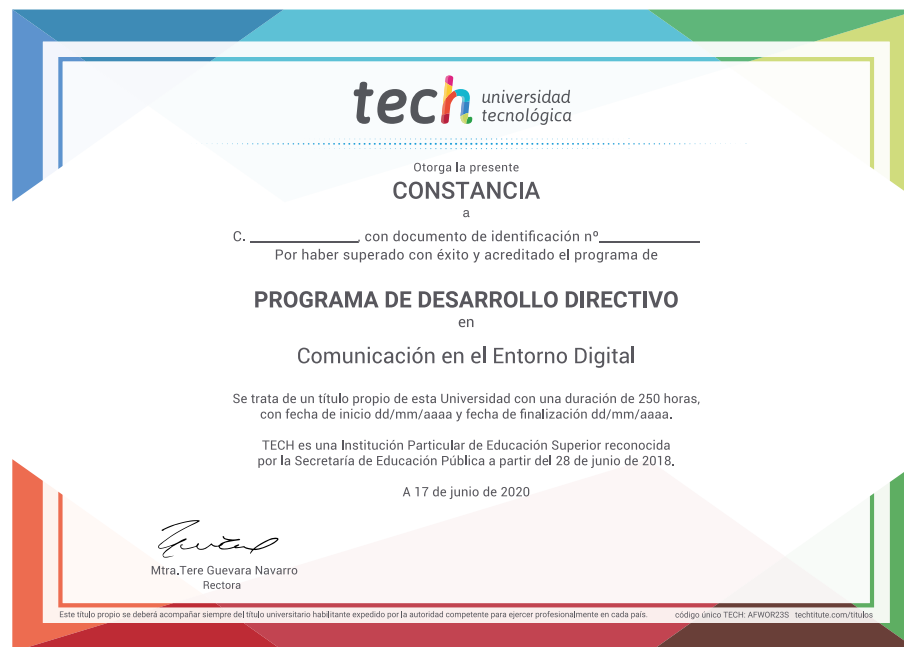 tech universidad
tecnológica
Otorga la presente
CONSTANCIA
a
C. ____________, con documento de identificación nº____________
Por haber superado con éxito y acreditado el programa de
PROGRAMA DE DESARROLLO DIRECTIVO
en
Comunicación en el Entorno Digital
Se trata de un título propio de esta Universidad con una duración de 250 horas,
con fecha de inicio dd/mm/aaaa y fecha de finalización dd/mm/aaaa.
TECH es una Institución Particular de Educación Superior reconocida
por la Secretaría de Educación Pública a partir del 28 de junio de 2018.
A 17 de junio de 2020
Mtra.Tere Guevara Navarro
Rectora
Este título propio se deberá acompañar siempre del título universitario habilitante expedido por la autoridad competente para ejercer profesionalmente en cada país. código único TECH: AFWOR23S techtitute.com/títulos